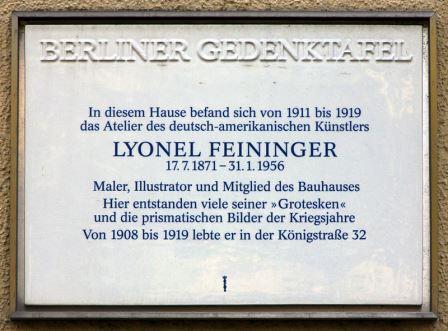 BERLINER GEDENKTAFEL
In diesem Hause befand sich von 1911 bis 1919
das Atelier des deutsch-amerikanischen Künstlers
LYONEL FEININGER
17. 7. 1871 – 31. 1. 1956
Maler, Illustrator und Mitglied des Bauhauses
Hier entstanden viele seiner »Grotesken«
und die prismatischen Bilder der Kriegsjahre
Von 1908 bis 1919 lebte er in der Königstraße 32